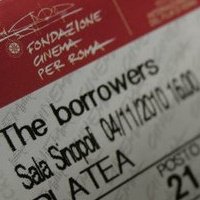 FONDAZIONE
CINEMA
PER ROMA
The borrowers
Sala Sinopoli 04/11/2010 16.00
PLATEA
POSTO
21